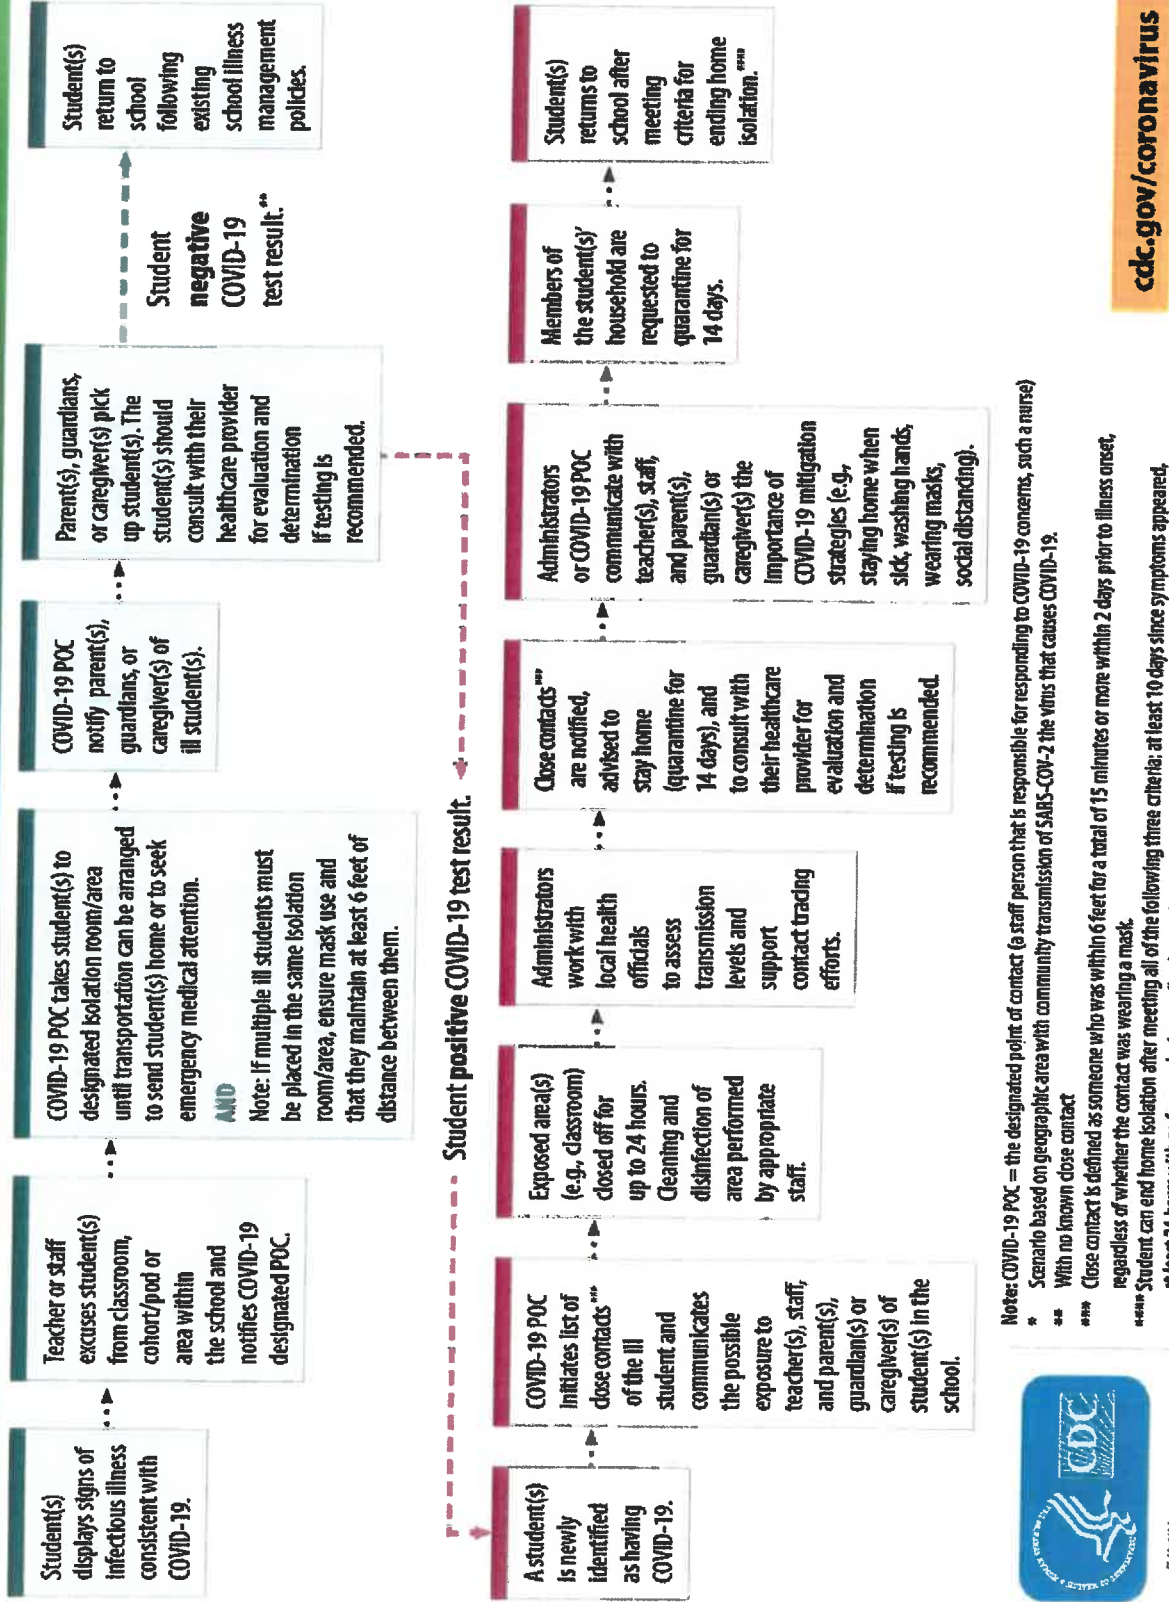 Student(s)
displays signs of
infectious illness
consistent with
COVID-19.
Teacher or staff
excuses student(s)
from classroom,
cohort/pod or
area within
the school and
notifies COVID-19
designated POC.
COVID-19 POC takes student(s) to
designated isolation room/area
until transportation can be arranged
to send student(s) home or to seek
emergency medical attention.
AND
Note: If multiple ill students must
be placed in the same isolation
room/area, ensure mask use and
that they maintain at least 6 feet of
distance between them.
COVID-19 POC
notify parent(s),
guardians, or
caregiver(s) of
ill student(s).
Parent(s), guardians,
or caregiver(s) pick
up student(s). The
student(s) should
consult with their
healthcare provider
for evaluation and
determination
if testing is
recommended.
Student
negative
COVID-19
test result.**
Student(s)
return to
school
following
existing
school illness
management
policies.
Student positive COVID-19 test result.
A student(s)
is newly
identified
as having
COVID-19.
COVID-19 POC
initiates list of
close contacts***
of the ill
student and
communicates
the possible
exposure to
teacher(s), staff,
and parent(s),
guardian(s) or
caregiver(s) of
student(s) in the
school.
Exposed area(s)
(e.g., classroom)
closed off for
up to 24 hours.
Cleaning and
disinfection of
area performed
by appropriate
staff.
Administrators
work with
local health
officials
to assess
transmission
levels and
support
contact tracing
efforts.
Close contacts***
are notified,
advised to
stay home
(quarantine for
14 days), and
to consult with
their healthcare
provider for
evaluation and
determination
if testing is
recommended.
Administrators
or COVID-19 POC
communicate with
teacher(s), staff,
and parent(s),
guardian(s) or
caregiver(s) the
importance of
COVID-19 mitigation
strategies (e.g.,
staying home when
sick, washing hands,
wearing masks,
social distancing).
Members of
the student(s)'
household are
requested to
quarantine for
14 days.
Student(s)
returns to
school after
meeting
criteria for
ending home
isolation.****
CDC
Note: COVID-19 POC = the designated point of contact (a staff person that is responsible for responding to COVID-19 concerns, such a nurse)
* Scenario based on geographic area with community transmission of SARS-COV-2 the virus that causes COVID-19.
** With no known close contact
*** Close contact is defined as someone who was within 6 feet for a total of 15 minutes or more within 2 days prior to illness onset,
regardless of whether the contact was wearing a mask.
**** Student can end home isolation after meeting all of the following three criteria: at least 10 days since symptoms appeared,
cdc.gov/coronavirus